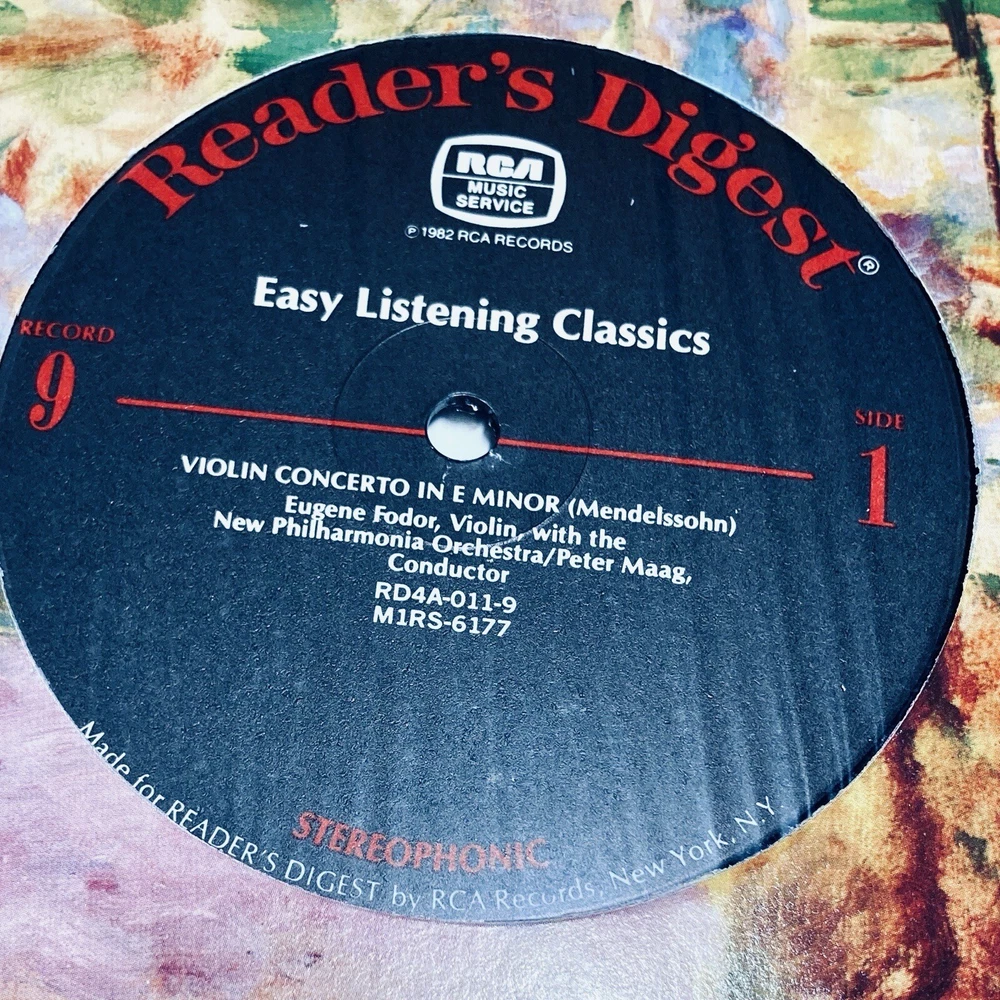 Reader's Digest®
RCA
MUSIC
SERVICE
℗ 1982 RCA RECORDS
Easy Listening Classics
RECORD
9
SIDE
1
VIOLIN CONCERTO IN E MINOR (Mendelssohn)
Eugene Fodor, Violin, with the
New Philharmonia Orchestra/Peter Maag,
Conductor
RD4A-011-9
M1RS-6177
STEREOPHONIC
Made for READER'S DIGEST by RCA Records, New York, N Y